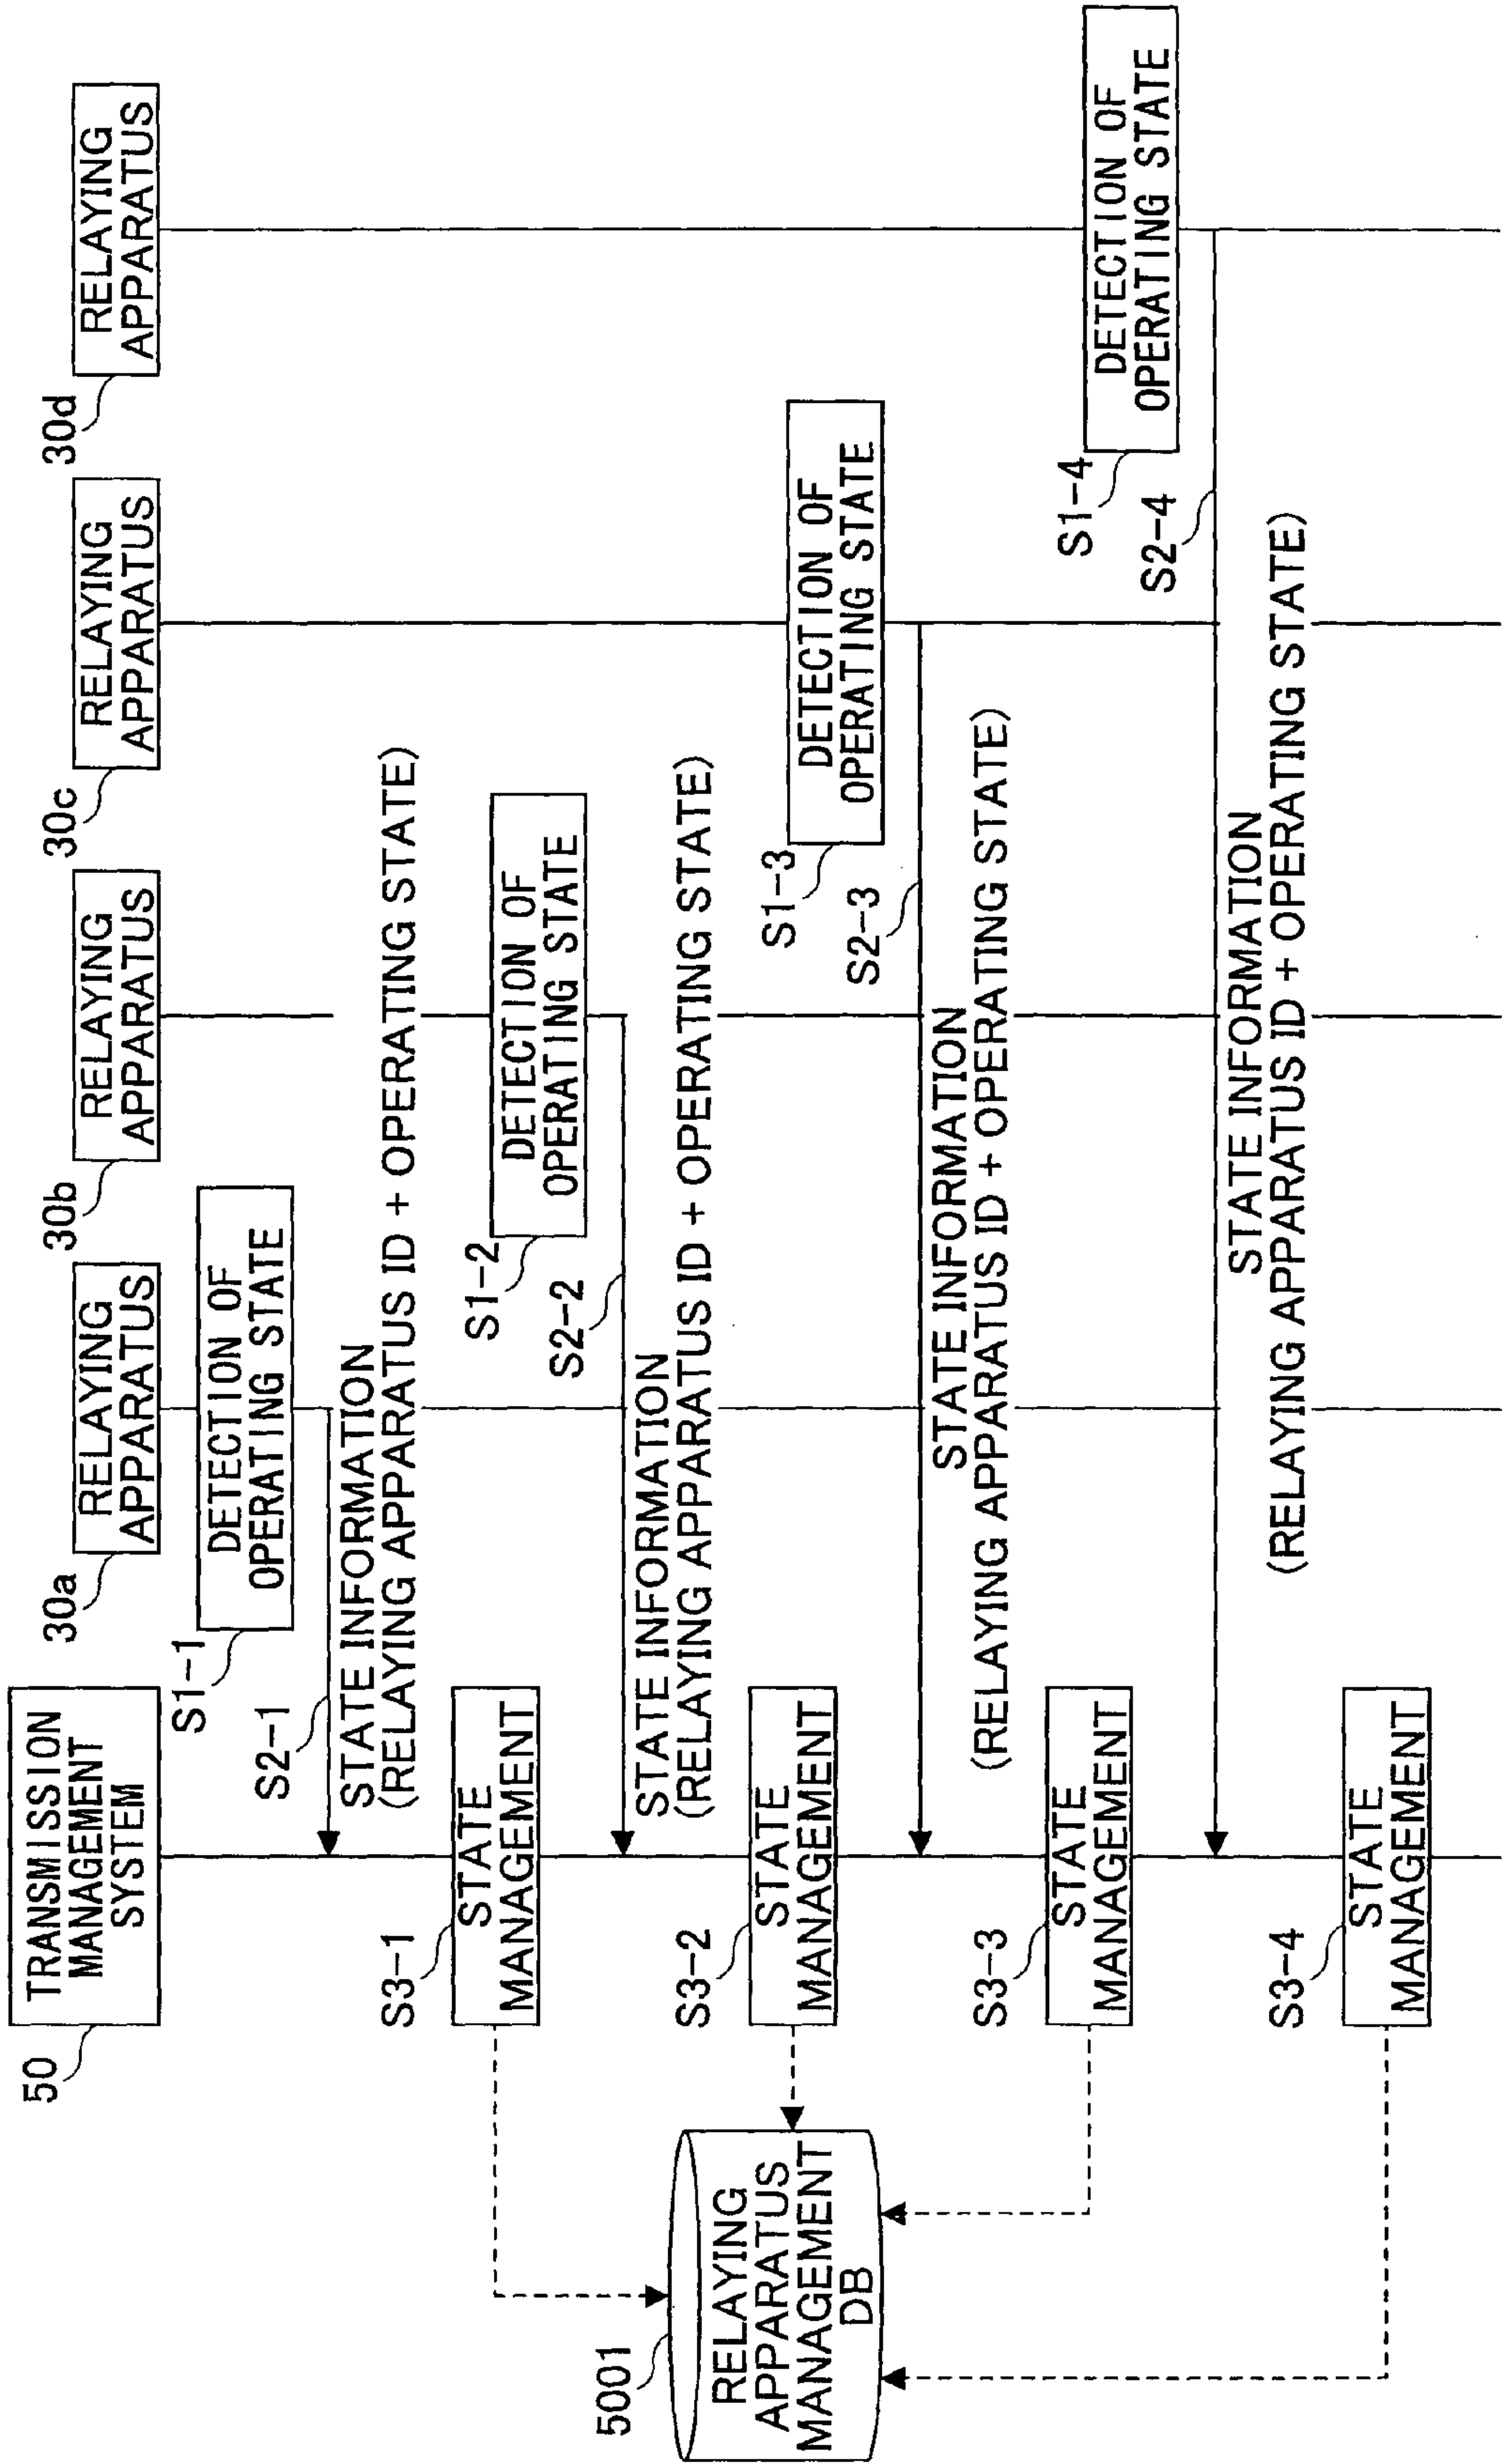 50
TRANSMISSION
MANAGEMENT
SYSTEM
30a
RELAYING
APPARATUS
30b
RELAYING
APPARATUS
30c
RELAYING
APPARATUS
30d
RELAYING
APPARATUS
S1-1
DETECTION OF
OPERATING STATE
S2-1
STATE INFORMATION
(RELAYING APPARATUS ID + OPERATING STATE)
S3-1
STATE
MANAGEMENT
S1-2
DETECTION OF
OPERATING STATE
S2-2
STATE INFORMATION
(RELAYING APPARATUS ID + OPERATING STATE)
S3-2
STATE
MANAGEMENT
5001
RELAYING
APPARATUS
MANAGEMENT
DB
S1-3
DETECTION OF
OPERATING STATE
S2-3
STATE INFORMATION
(RELAYING APPARATUS ID + OPERATING STATE)
S3-3
STATE
MANAGEMENT
S1-4
DETECTION OF
OPERATING STATE
S2-4
STATE INFORMATION
(RELAYING APPARATUS ID + OPERATING STATE)
S3-4
STATE
MANAGEMENT